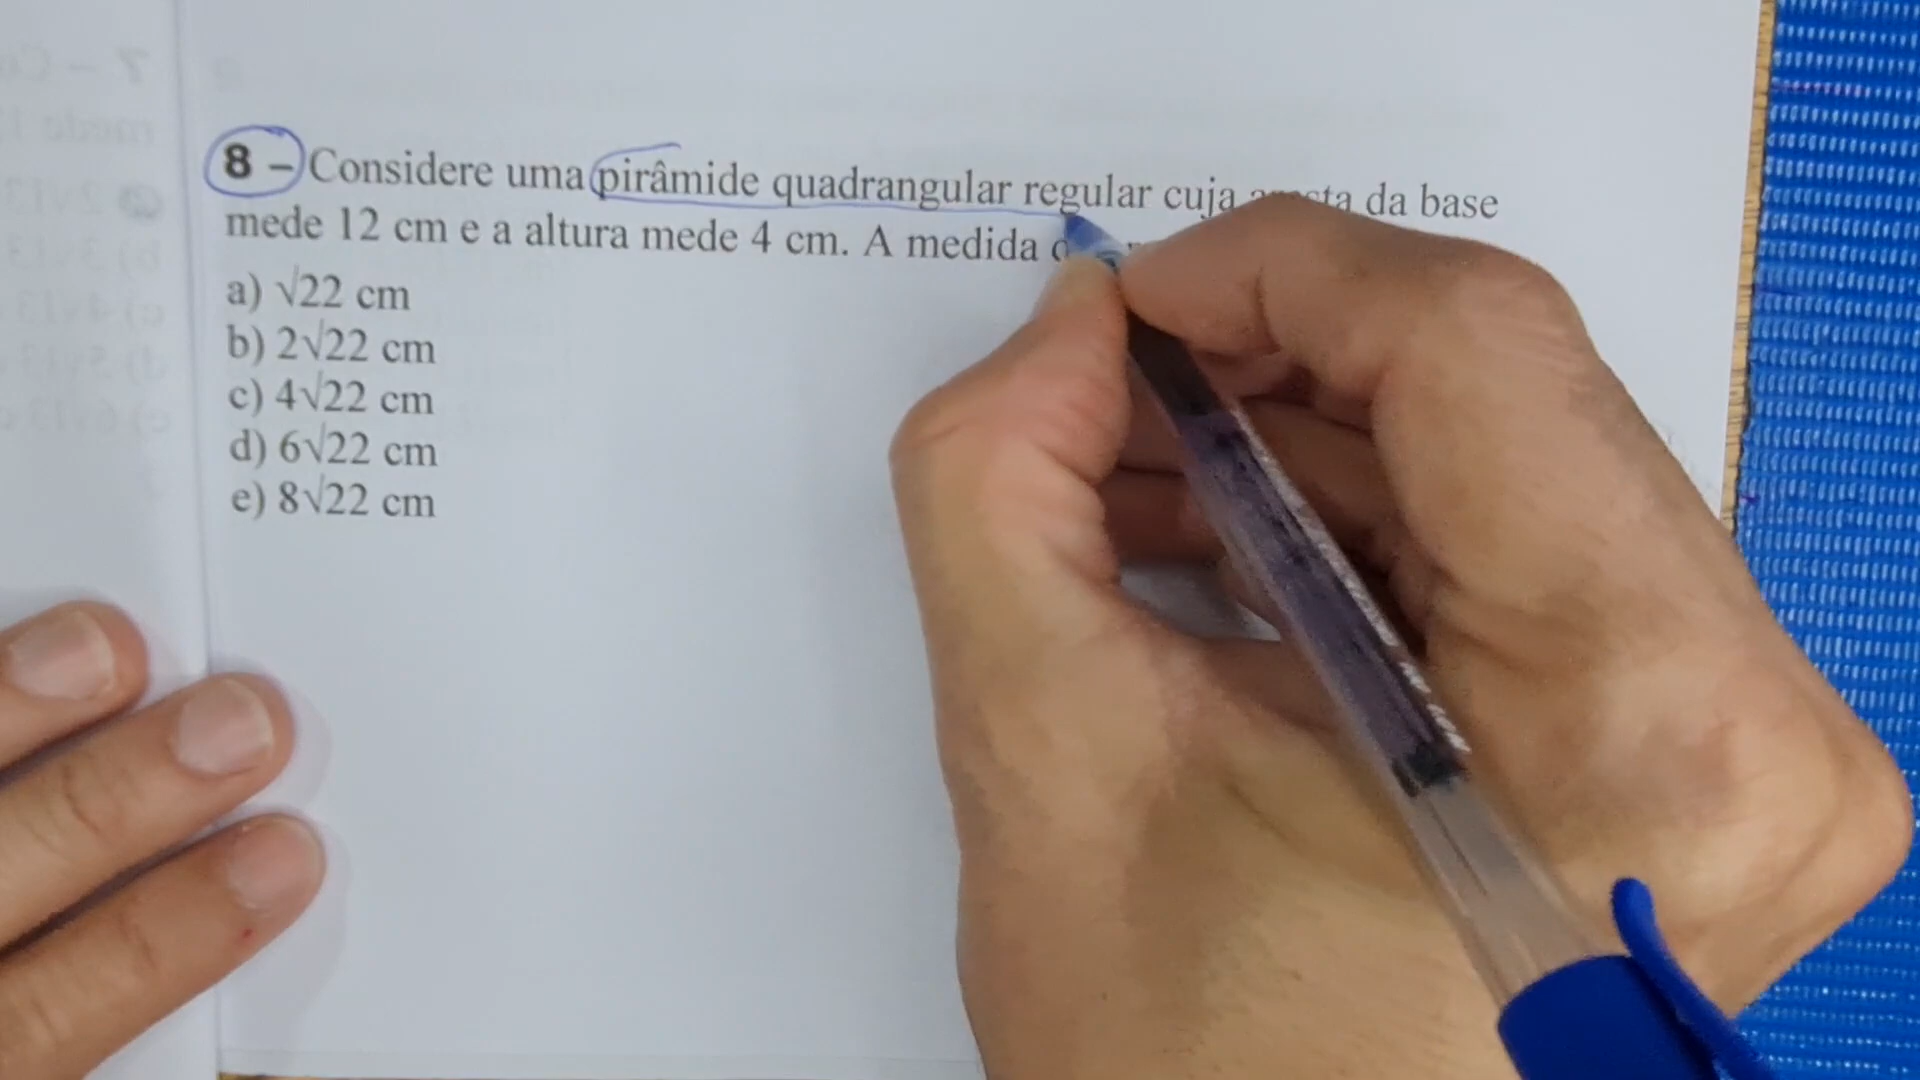 8 – Considere uma pirâmide quadrangular regular cuja da base
mede 12 cm e a altura mede 4 cm. A medida
a) √22 cm
b) 2√22 cm
c) 4√22 cm
d) 6√22 cm
e) 8√22 cm